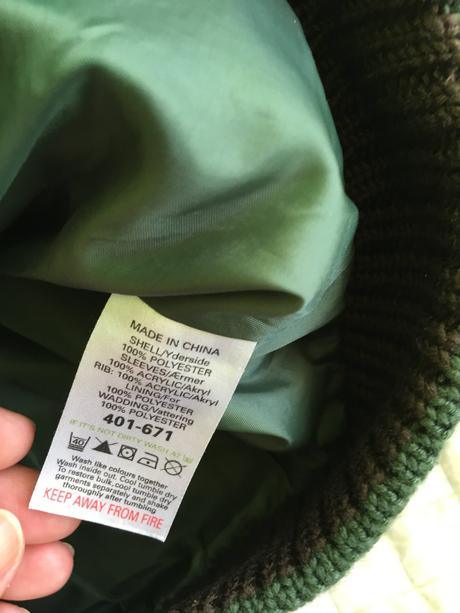 MADE IN CHINA
SHELL/Yderside
100% POLYESTER
SLEEVES/Ærmer
100% ACRYLIC/Akryl
RIB: 100% ACRYLIC/Akryl
LINING/For
100% POLYESTER
WADDING/Vattering
100% POLYESTER
401-671
IF IT'S NOT DIRTY WASH AT
40
Wash like colours together
Wash inside out. Cool tumble dry
To restore bulk.cool tumble dry
garments separately and shake
thoroughly after tumbling
KEEP AWAY FROM FIRE